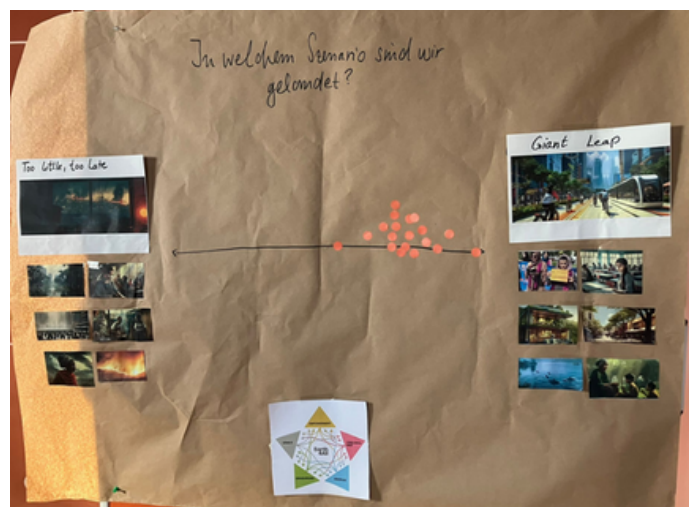 In welchem Szenario sind wir
gelandet?
Too little, too late
Giant Leap